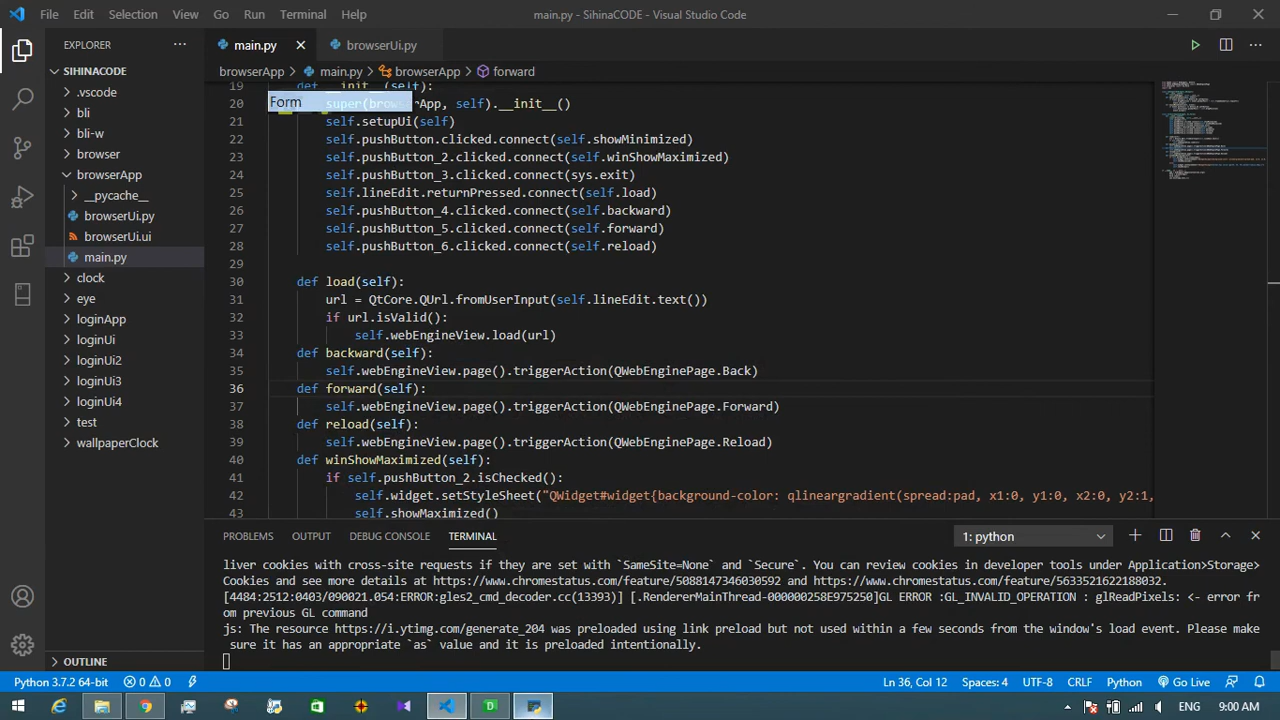 File Edit Selection View Go Run Terminal Help
main.py - SihinaCODE - Visual Studio Code
EXPLORER
main.py
browserUi.py
SIHINACODE
browserApp > main.py > browserApp > forward
.vscode
bli
bli-w
browser
browserApp
__pycache__
browserUi.py
browserUi.ui
main.py
clock
eye
loginApp
loginUi
loginUi2
loginUi3
loginUi4
test
wallpaperClock
OUTLINE
Form
19 def __init__(self):
20 super(browserApp, self).__init__()
21 self.setupUi(self)
22 self.pushButton.clicked.connect(self.showMinimized)
23 self.pushButton_2.clicked.connect(self.winShowMaximized)
24 self.pushButton_3.clicked.connect(sys.exit)
25 self.lineEdit.returnPressed.connect(self.load)
26 self.pushButton_4.clicked.connect(self.backward)
27 self.pushButton_5.clicked.connect(self.forward)
28 self.pushButton_6.clicked.connect(self.reload)
29
30 def load(self):
31 url = QtCore.QUrl.fromUserInput(self.lineEdit.text())
32 if url.isValid():
33 self.webEngineView.load(url)
34 def backward(self):
35 self.webEngineView.page().triggerAction(QWebEnginePage.Back)
36 def forward(self):
37 self.webEngineView.page().triggerAction(QWebEnginePage.Forward)
38 def reload(self):
39 self.webEngineView.page().triggerAction(QWebEnginePage.Reload)
40 def winShowMaximized(self):
41 if self.pushButton_2.isChecked():
42 self.widget.setStyleSheet("QWidget#widget{background-color: qlineargradient(spread:pad, x1:0, y1:0, x2:0, y2:1,
43 self.showMaximized()
PROBLEMS OUTPUT DEBUG CONSOLE TERMINAL
1: python
liver cookies with cross-site requests if they are set with `SameSite=None` and `Secure`. You can review cookies in developer tools under Application>Storage>
Cookies and see more details at https://www.chromestatus.com/feature/5088147346030592 and https://www.chromestatus.com/feature/5633521622188032.
[4484:2512:0403/090021.054:ERROR:gles2_cmd_decoder.cc(13393)] [.RendererMainThread-000000258E975250]GL ERROR :GL_INVALID_OPERATION : glReadPixels: <- error fr
om previous GL command
js: The resource https://i.ytimg.com/generate_204 was preloaded using link preload but not used within a few seconds from the window's load event. Please make
sure it has an appropriate `as` value and it is preloaded intentionally.
Python 3.7.2 64-bit 0 0 Ln 36, Col 12 Spaces: 4 UTF-8 CRLF Python Go Live
ENG 9:00 AM